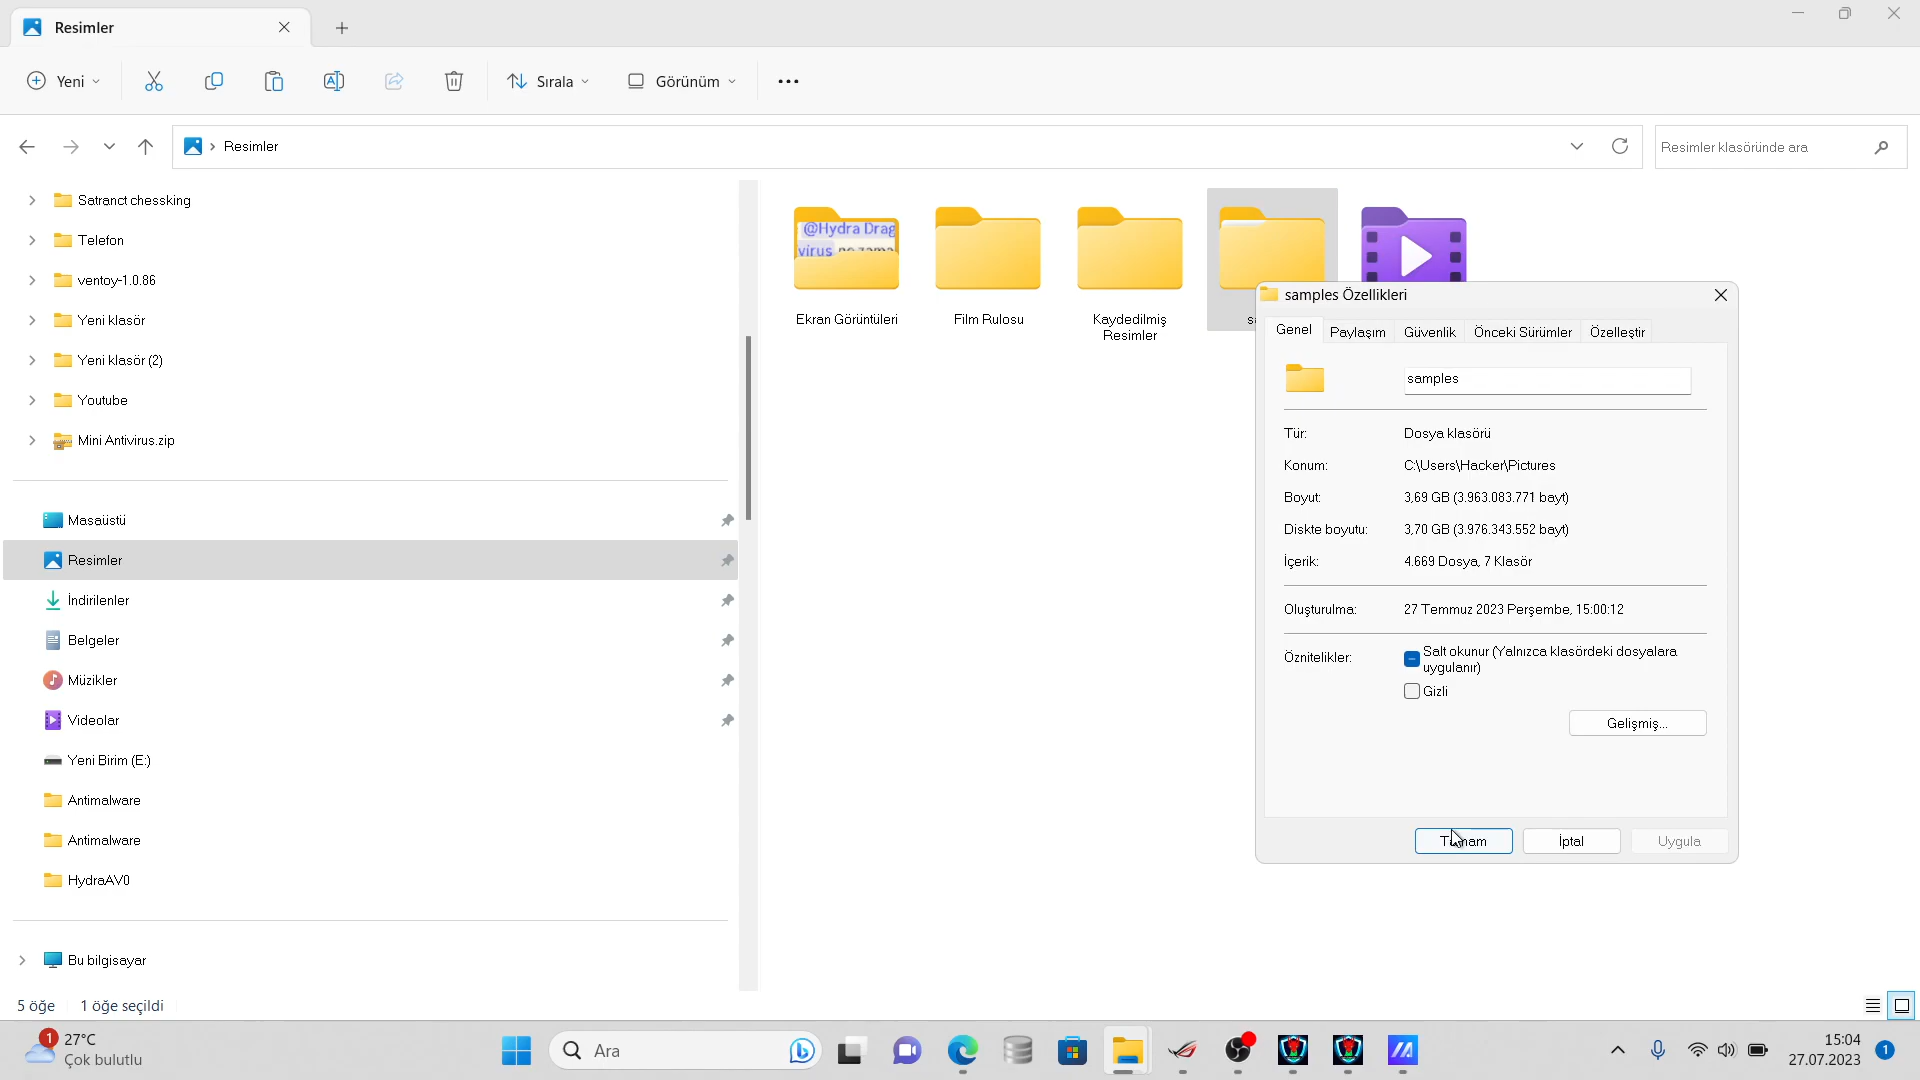 Resimler
Yeni
Sırala
Görünüm
Resimler
Resimler klasöründe ara
Satranct chessking
Telefon
ventoy-1.0.86
Yeni klasör
Yeni klasör (2)
Youtube
Mini Antivirus.zip
Masaüstü
Resimler
İndirilenler
Belgeler
Müzikler
Videolar
Yeni Birim (E:)
Antimalware
Antimalware
HydraAV0
Bu bilgisayar
@Hydra Drag
virus
Ekran Görüntüleri
Film Rulosu
Kaydedilmiş
Resimler
samples Özellikleri
Genel
Paylaşım
Güvenlik
Önceki Sürümler
Özelleştir
samples
Tür:
Dosya klasörü
Konum:
C:\Users\Hacker\Pictures
Boyut:
3,69 GB (3.963.083.771 bayt)
Diskte boyutu:
3,70 GB (3.976.343.552 bayt)
İçerik:
4.669 Dosya, 7 Klasör
Oluşturulma:
27 Temmuz 2023 Perşembe, 15:00:12
Öznitelikler:
Salt okunur (Yalnızca klasördeki dosyalara
uygulanır)
Gizli
Gelişmiş...
Tamam
İptal
Uygula
5 öğe
1 öğe seçildi
1
27°C
Çok bulutlu
Ara
15:04
27.07.2023
1